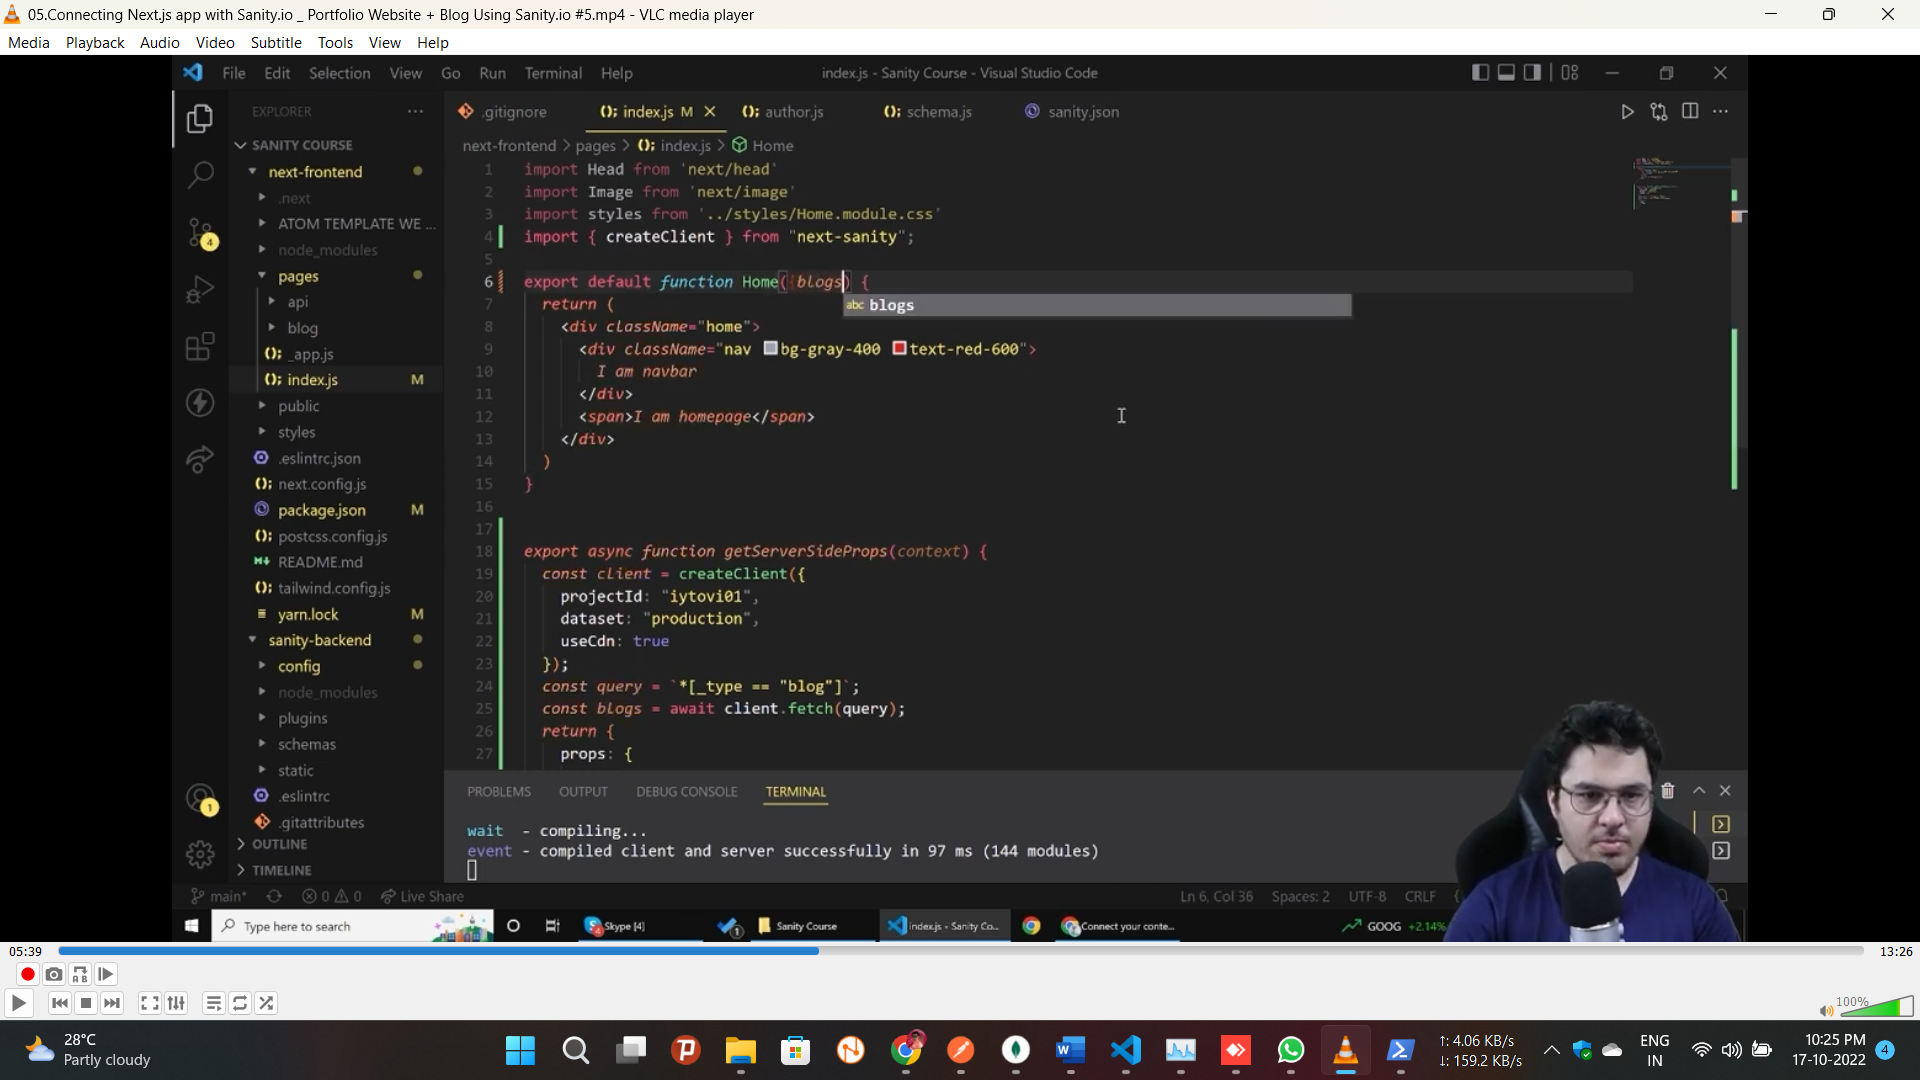 05.Connecting Next.js app with Sanity.io _ Portfolio Website + Blog Using Sanity.io #5.mp4 - VLC media player
Media Playback Audio Video Subtitle Tools View Help
File Edit Selection View Go Run Terminal Help
index.js - Sanity Course - Visual Studio Code
EXPLORER
SANITY COURSE
next-frontend
.next
ATOM TEMPLATE WE ...
node_modules
pages
api
blog
_app.js
index.js M
public
styles
.eslintrc.json
next.config.js
package.json M
postcss.config.js
README.md
tailwind.config.js
yarn.lock M
sanity-backend
config
node_modules
plugins
schemas
static
.eslintrc
.gitattributes
OUTLINE
TIMELINE
4
1
.gitignore index.js M author.js schema.js sanity.json
next-frontend > pages > index.js > Home
1 import Head from 'next/head'
2 import Image from 'next/image'
3 import styles from '../styles/Home.module.css'
4 import { createClient } from "next-sanity";
5
6 export default function Home({blogs) {
abc blogs
7 return (
8 <div className="home">
9 <div className="nav bg-gray-400 text-red-600">
10 I am navbar
11 </div>
12 <span>I am homepage</span>
13 </div>
14 )
15 }
16
17
18 export async function getServerSideProps(context) {
19 const client = createClient({
20 projectId: "iytovi01",
21 dataset: "production",
22 useCdn: true
23 });
24 const query = `*[_type == "blog"]`;
25 const blogs = await client.fetch(query);
26 return {
27 props: {
PROBLEMS OUTPUT DEBUG CONSOLE TERMINAL
wait - compiling...
event - compiled client and server successfully in 97 ms (144 modules)
main* 0 0 Live Share
Ln 6, Col 36 Spaces: 2 UTF-8 CRLF {
Type here to search
Skype [4]
1
Sanity Course
index.js - Sanity Co...
Connect your conte...
GOOG +2.14%
05:39
13:26
100%
28°C
Partly cloudy
↑: 4.06 KB/s
↓: 159.2 KB/s
ENG
IN
10:25 PM
17-10-2022
4